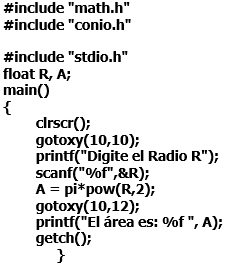 #include "math.h"
#include "conio.h"
#include "stdio.h"
float R, A;
main()
{
clrscr();
gotoxy(10,10);
printf("Digite el Radio R");
scanf("%f",&R);
A = pi*pow(R,2);
gotoxy(10,12);
printf("El área es: %f ", A);
getch();
}